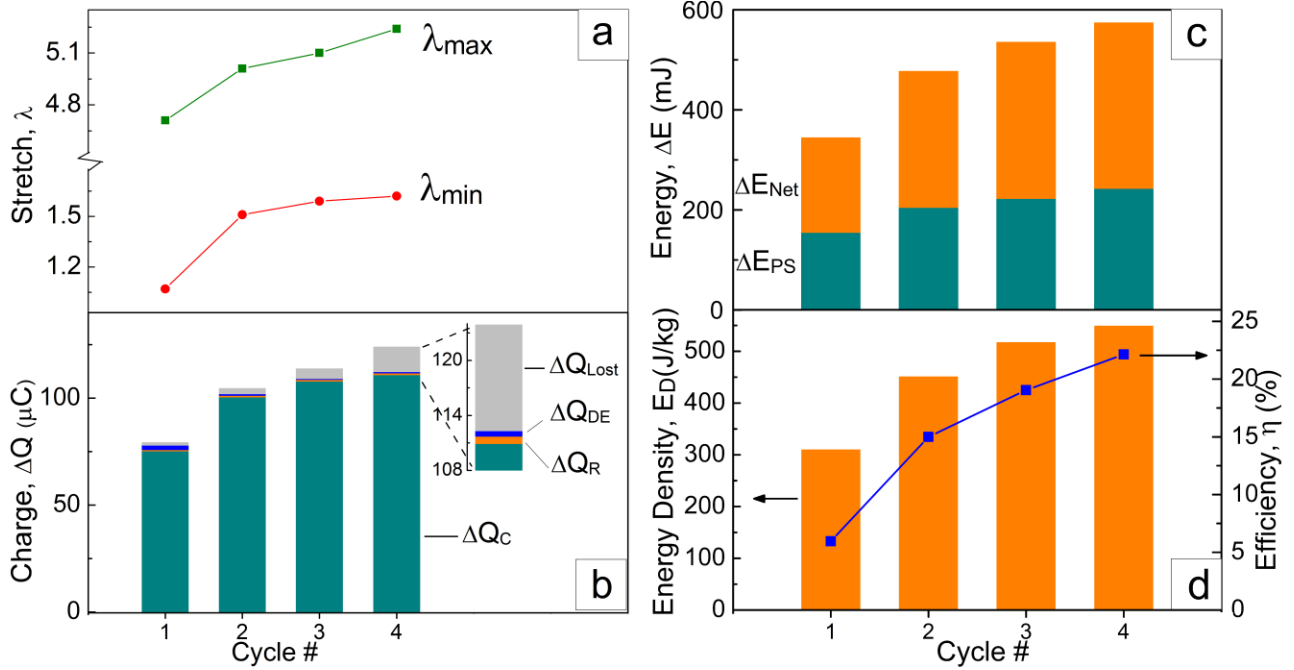 a
Stretch, λ
5.1
4.8
1.5
1.2
λmax
λmin
b
Charge, ΔQ (μC)
100
50
0
120
114
108
ΔQLost
ΔQDE
ΔQR
ΔQC
1 2 3 4
Cycle #
c
Energy, ΔE (mJ)
600
400
200
0
ΔENet
ΔEPS
d
Energy Density, ED(J/kg)
500
400
300
200
100
0
25
20
15
10
5
0
Efficiency, η (%)
1 2 3 4
Cycle #